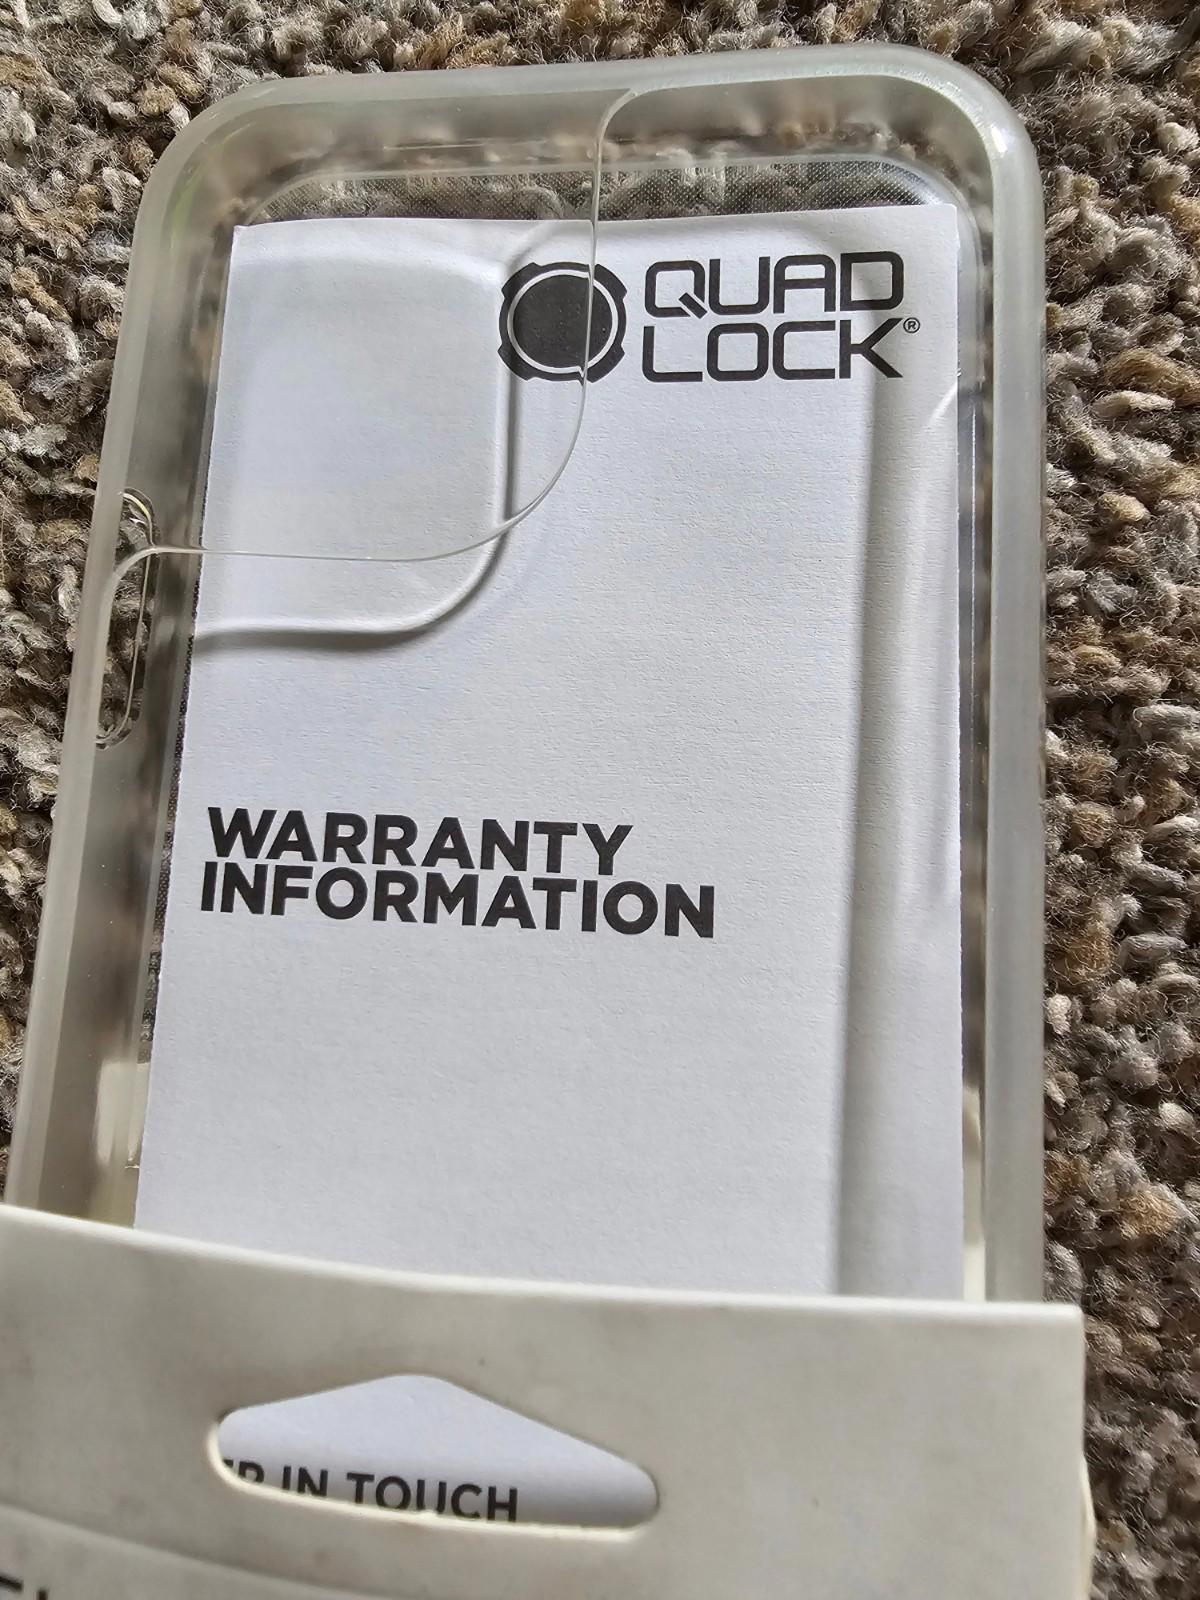 QUAD
LOCK®
WARRANTY
INFORMATION
IN TOUCH